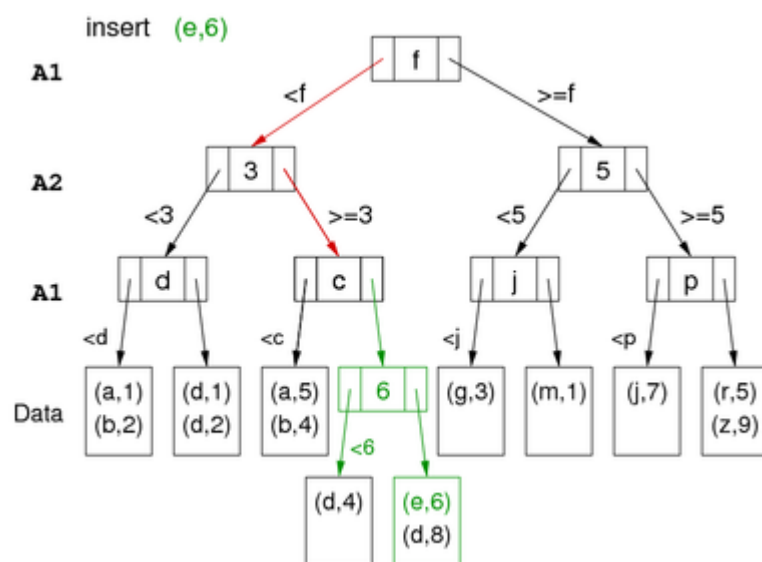 insert (e,6)
A1
f
<f
>=f
A2
3
5
<3
>=3
<5
>=5
A1
d
c
j
p
<d
<c
<j
<p
Data
(a,1)
(b,2)
(d,1)
(d,2)
(a,5)
(b,4)
6
(g,3)
(m,1)
(j,7)
(r,5)
(z,9)
<6
(d,4)
(e,6)
(d,8)